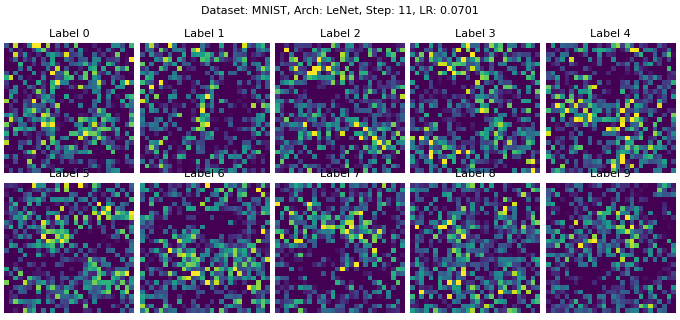 Dataset: MNIST, Arch: LeNet, Step: 11, LR: 0.0701
Label 0 Label 1 Label 2 Label 3 Label 4
Label 5 Label 6 Label 7 Label 8 Label 9